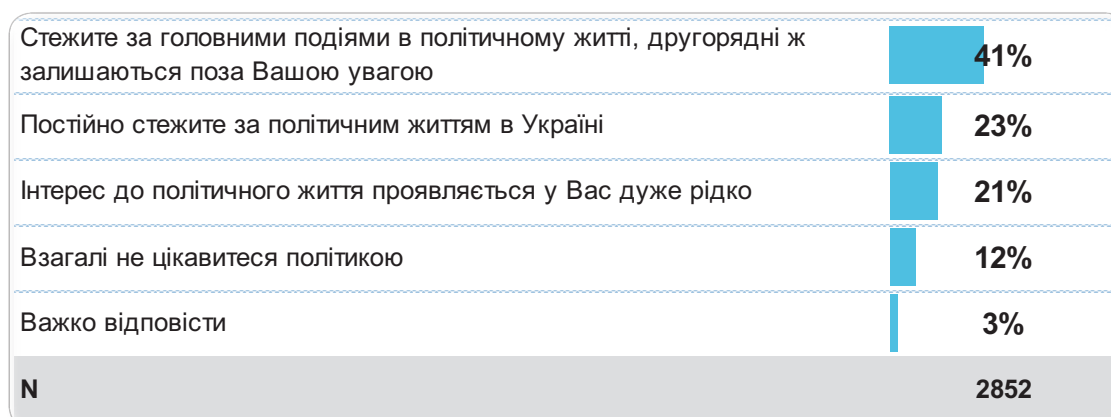 Стежите за головними подіями в політичному житті, другорядні ж
залишаються поза Вашою увагою
41%
Постійно стежите за політичним життям в Україні
23%
Інтерес до політичного життя проявляється у Вас дуже рідко
21%
Взагалі не цікавитеся політикою
12%
Важко відповісти
3%
N
2852